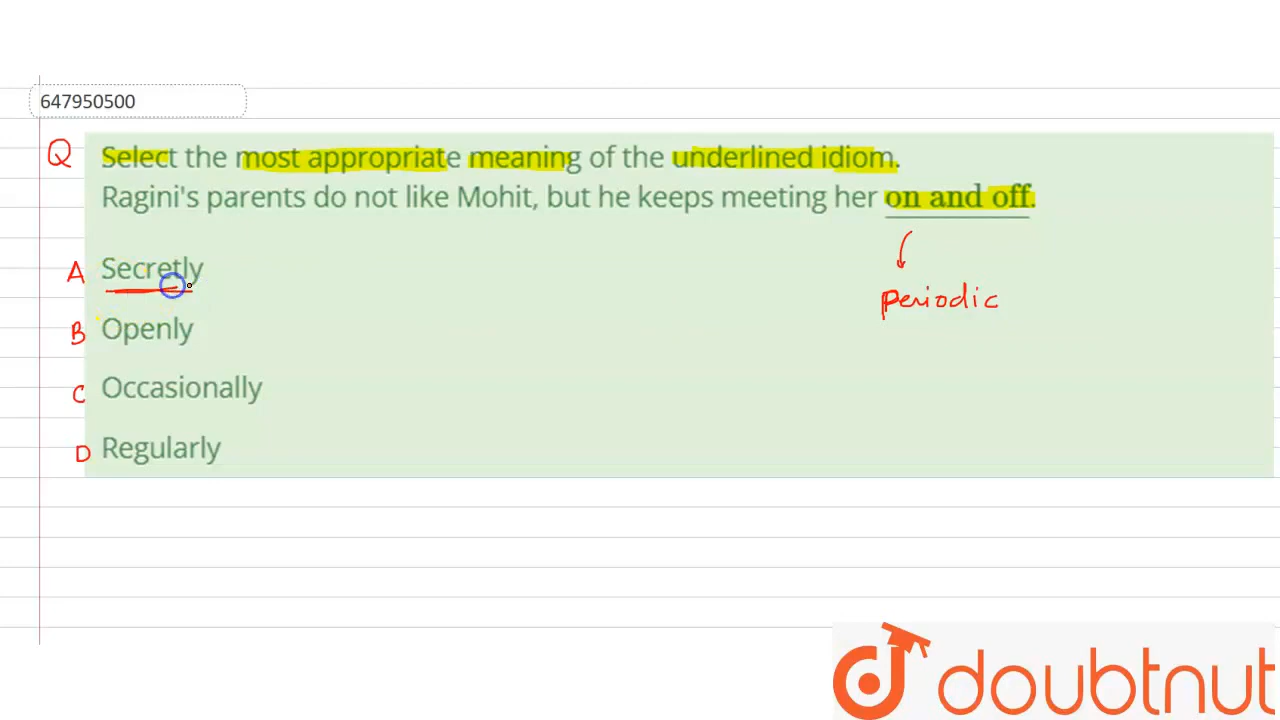 647950500
Q Select the most appropriate meaning of the underlined idiom.
Ragini's parents do not like Mohit, but he keeps meeting her on and off.
A Secretly
periodic
B Openly
C Occasionally
D Regularly
doubtnut